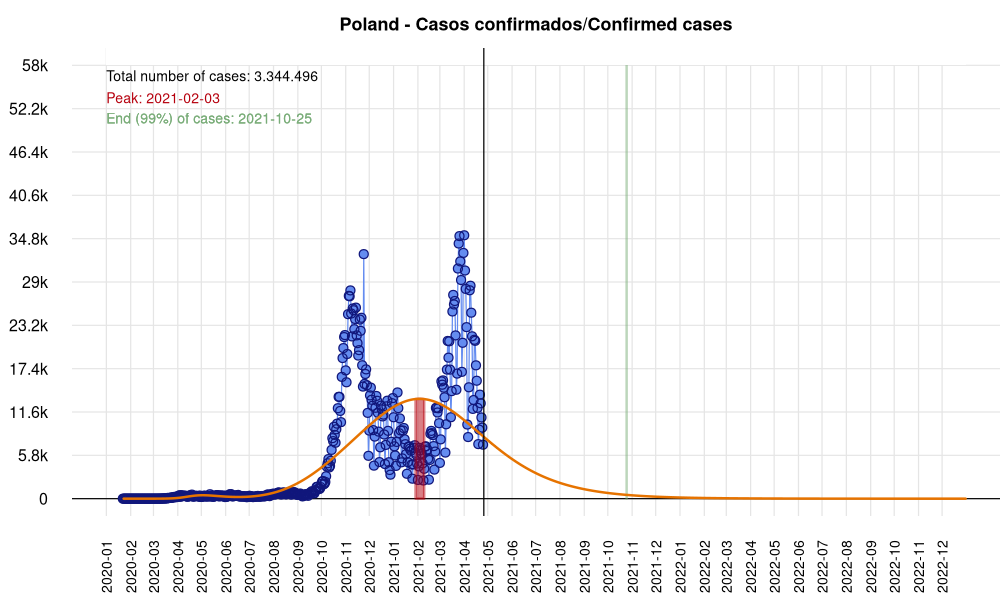 Poland - Casos confirmados/Confirmed cases
Total number of cases: 3.344.496
Peak: 2021-02-03
End (99%) of cases: 2021-10-25
58k
52.2k
46.4k
40.6k
34.8k
29k
23.2k
17.4k
11.6k
5.8k
0
2020-01
2020-02
2020-03
2020-04
2020-05
2020-06
2020-07
2020-08
2020-09
2020-10
2020-11
2020-12
2021-01
2021-02
2021-03
2021-04
2021-05
2021-06
2021-07
2021-08
2021-09
2021-10
2021-11
2021-12
2022-01
2022-02
2022-03
2022-04
2022-05
2022-06
2022-07
2022-08
2022-09
2022-10
2022-11
2022-12